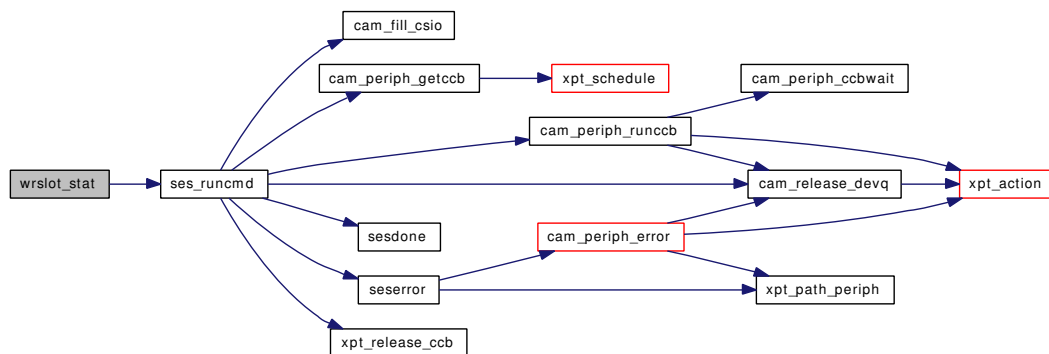 cam_fill_csio
cam_periph_getccb
xpt_schedule
cam_periph_ccbwait
cam_periph_runccb
wrslot_stat
ses_runcmd
cam_release_devq
xpt_action
sesdone
cam_periph_error
seserror
xpt_path_periph
xpt_release_ccb